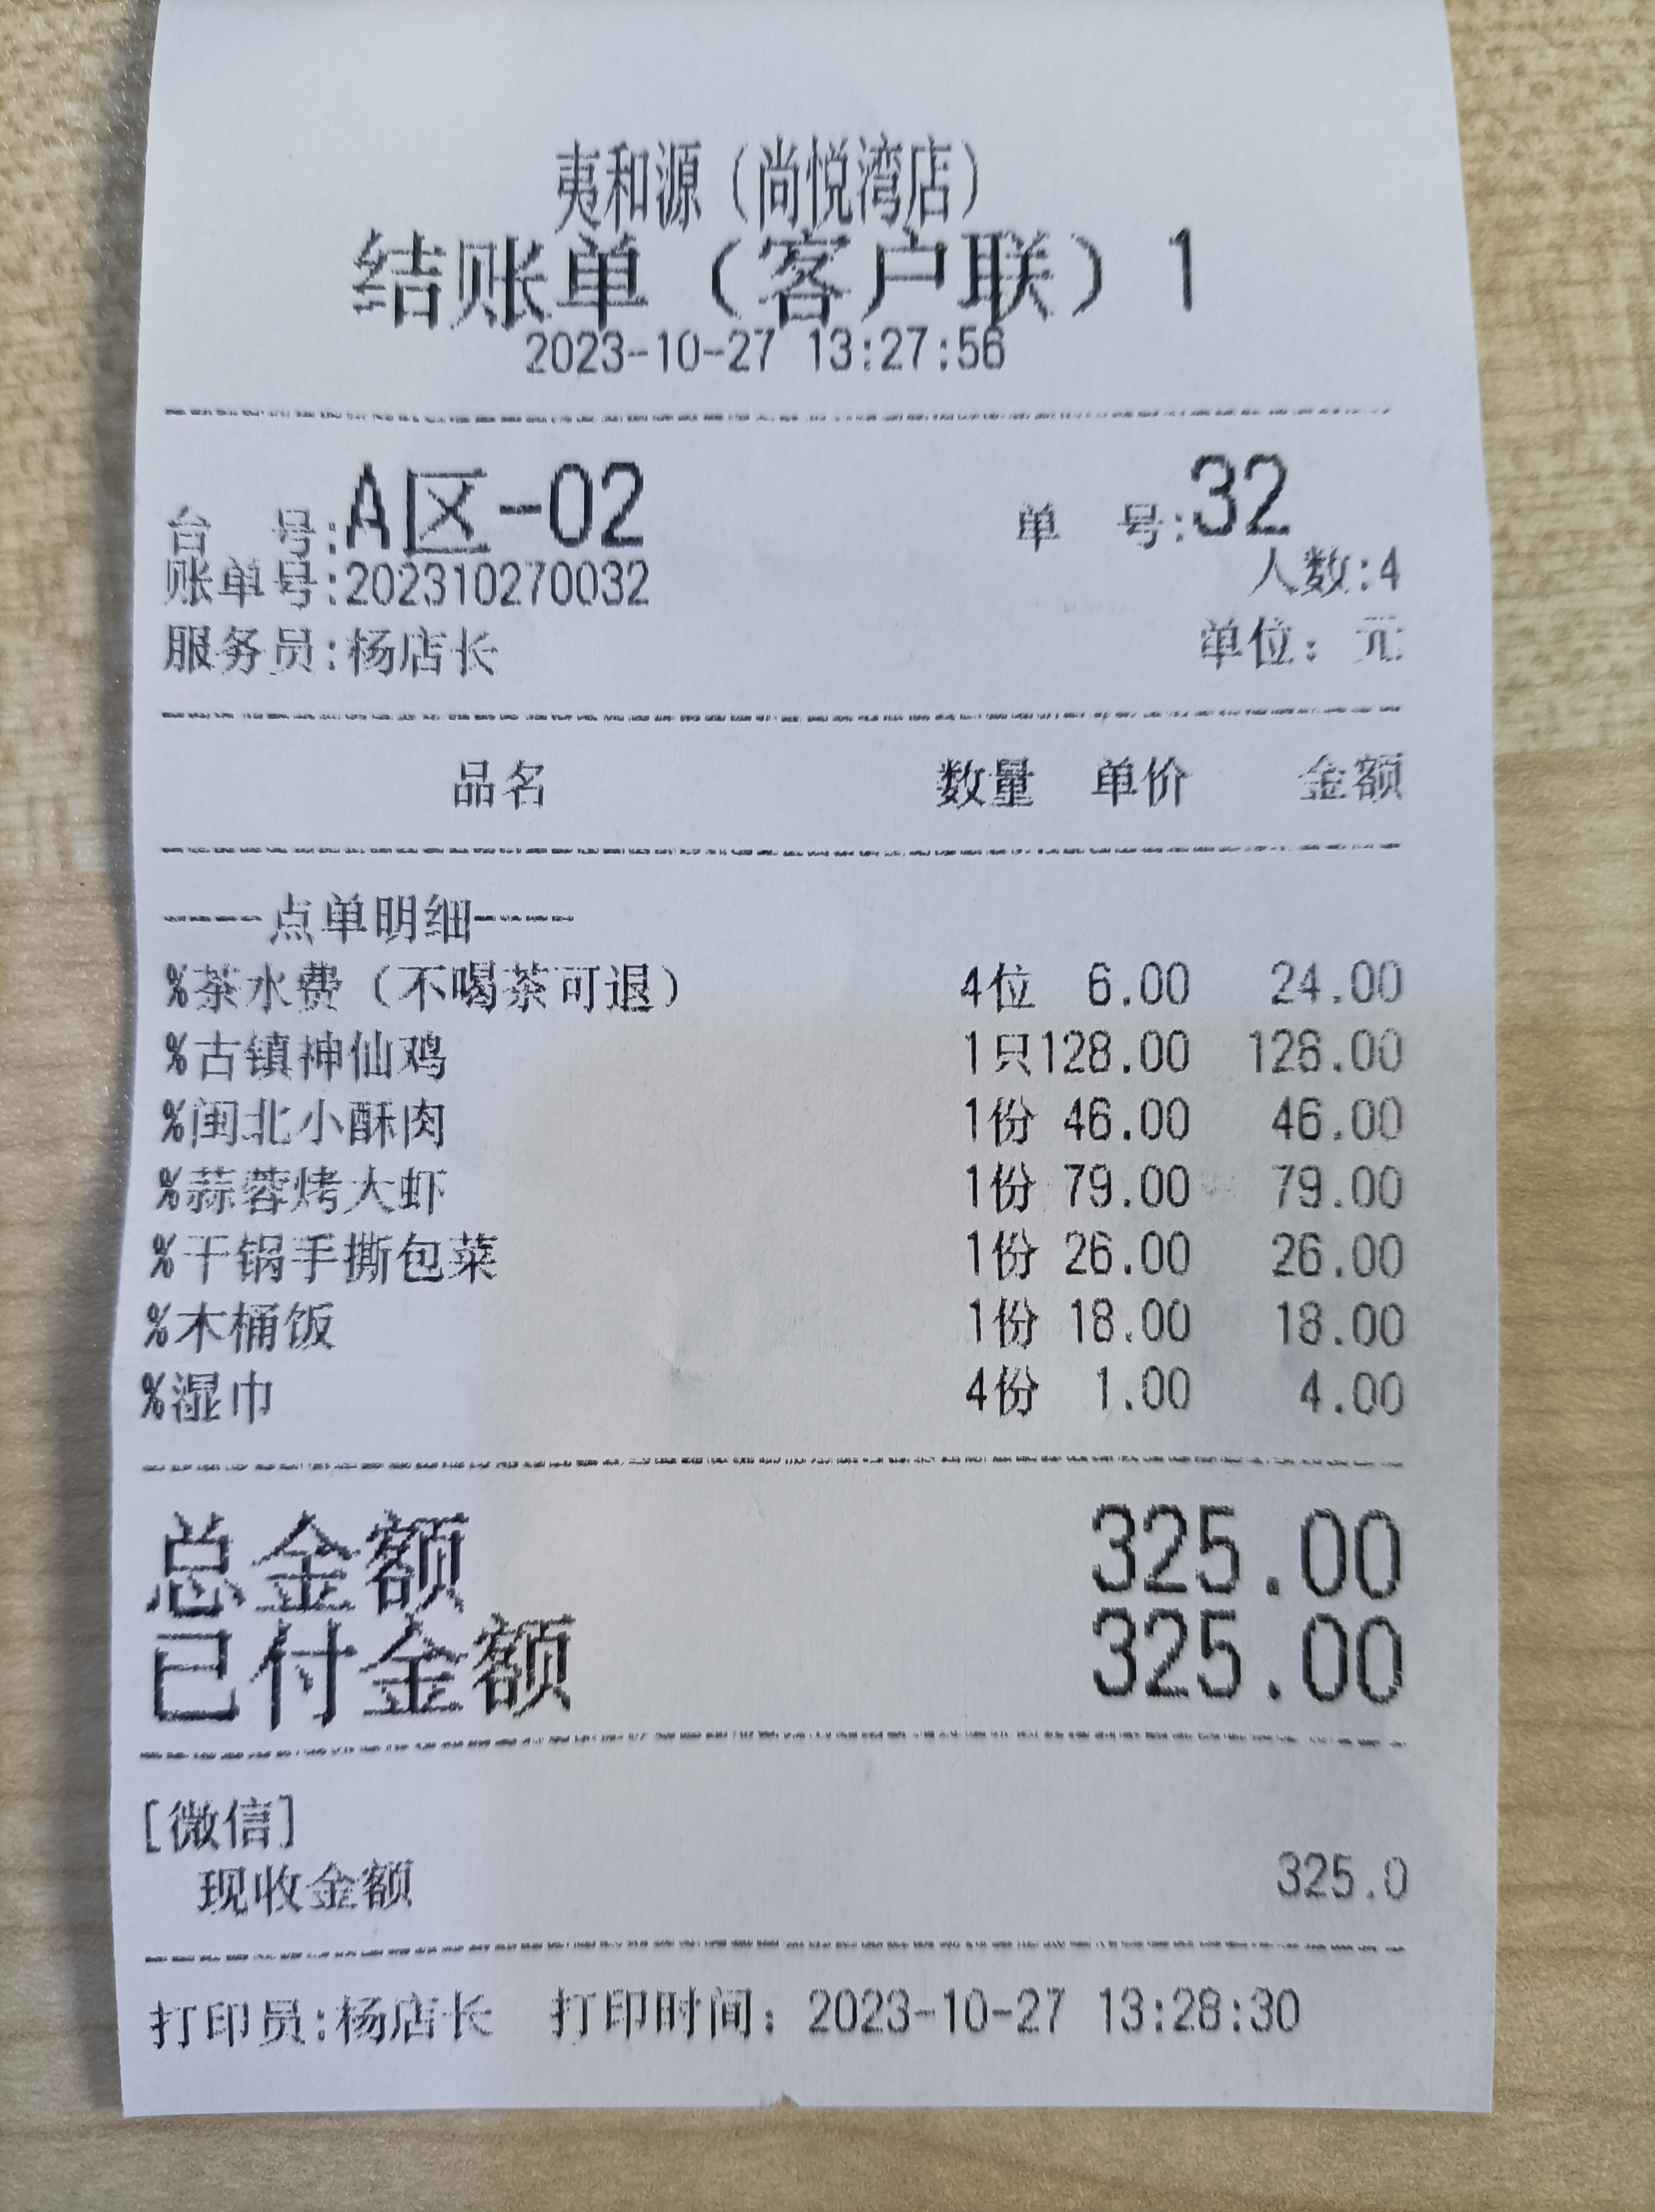 夷和源（尚悦湾店）
结账单（客户联）1
2023-10-27 13:27:56
台 号:A区-02 单 号:32
账单号:202310270032 人数:4
服务员:杨店长 单位：元
品名 数量 单价 金额
----点单明细----
%茶水费（不喝茶可退） 4位 6.00 24.00
%古镇神仙鸡 1只128.00 128.00
%闽北小酥肉 1份 46.00 46.00
%蒜蓉烤大虾 1份 79.00 79.00
%干锅手撕包菜 1份 26.00 26.00
%木桶饭 1份 18.00 18.00
%湿巾 4份 1.00 4.00
总金额 325.00
已付金额 325.00
[微信]
现收金额 325.0
打印员:杨店长 打印时间：2023-10-27 13:28:30